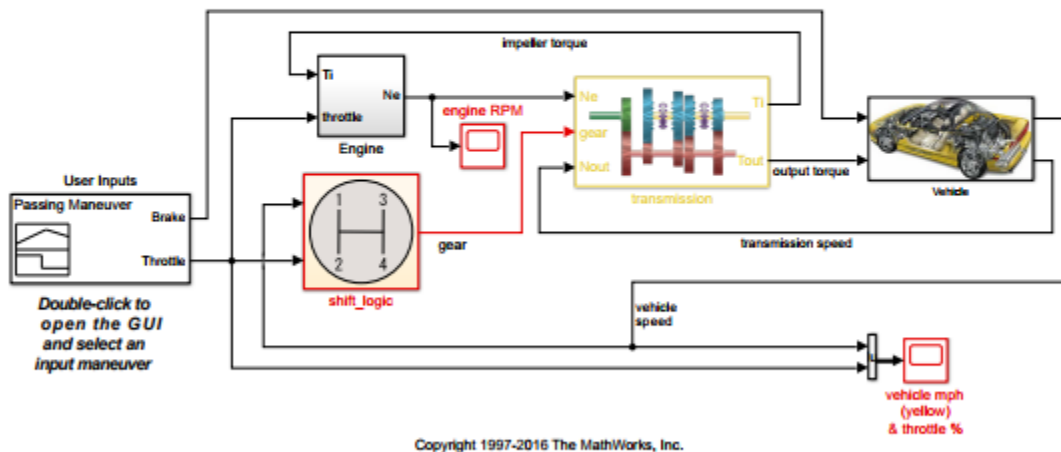 impeller torque
Ti
Ne
throttle
Engine
engine RPM
Ne
gear
Nout
Ti
Tout
transmission
output torque
Vehicle
transmission speed
User Inputs
Passing Maneuver
Brake
Throttle
Double-click to
open the GUI
and select an
input maneuver
1 3
2 4
shift_logic
gear
vehicle
speed
vehicle mph
(yellow)
& throttle %
Copyright 1997-2016 The MathWorks, Inc.